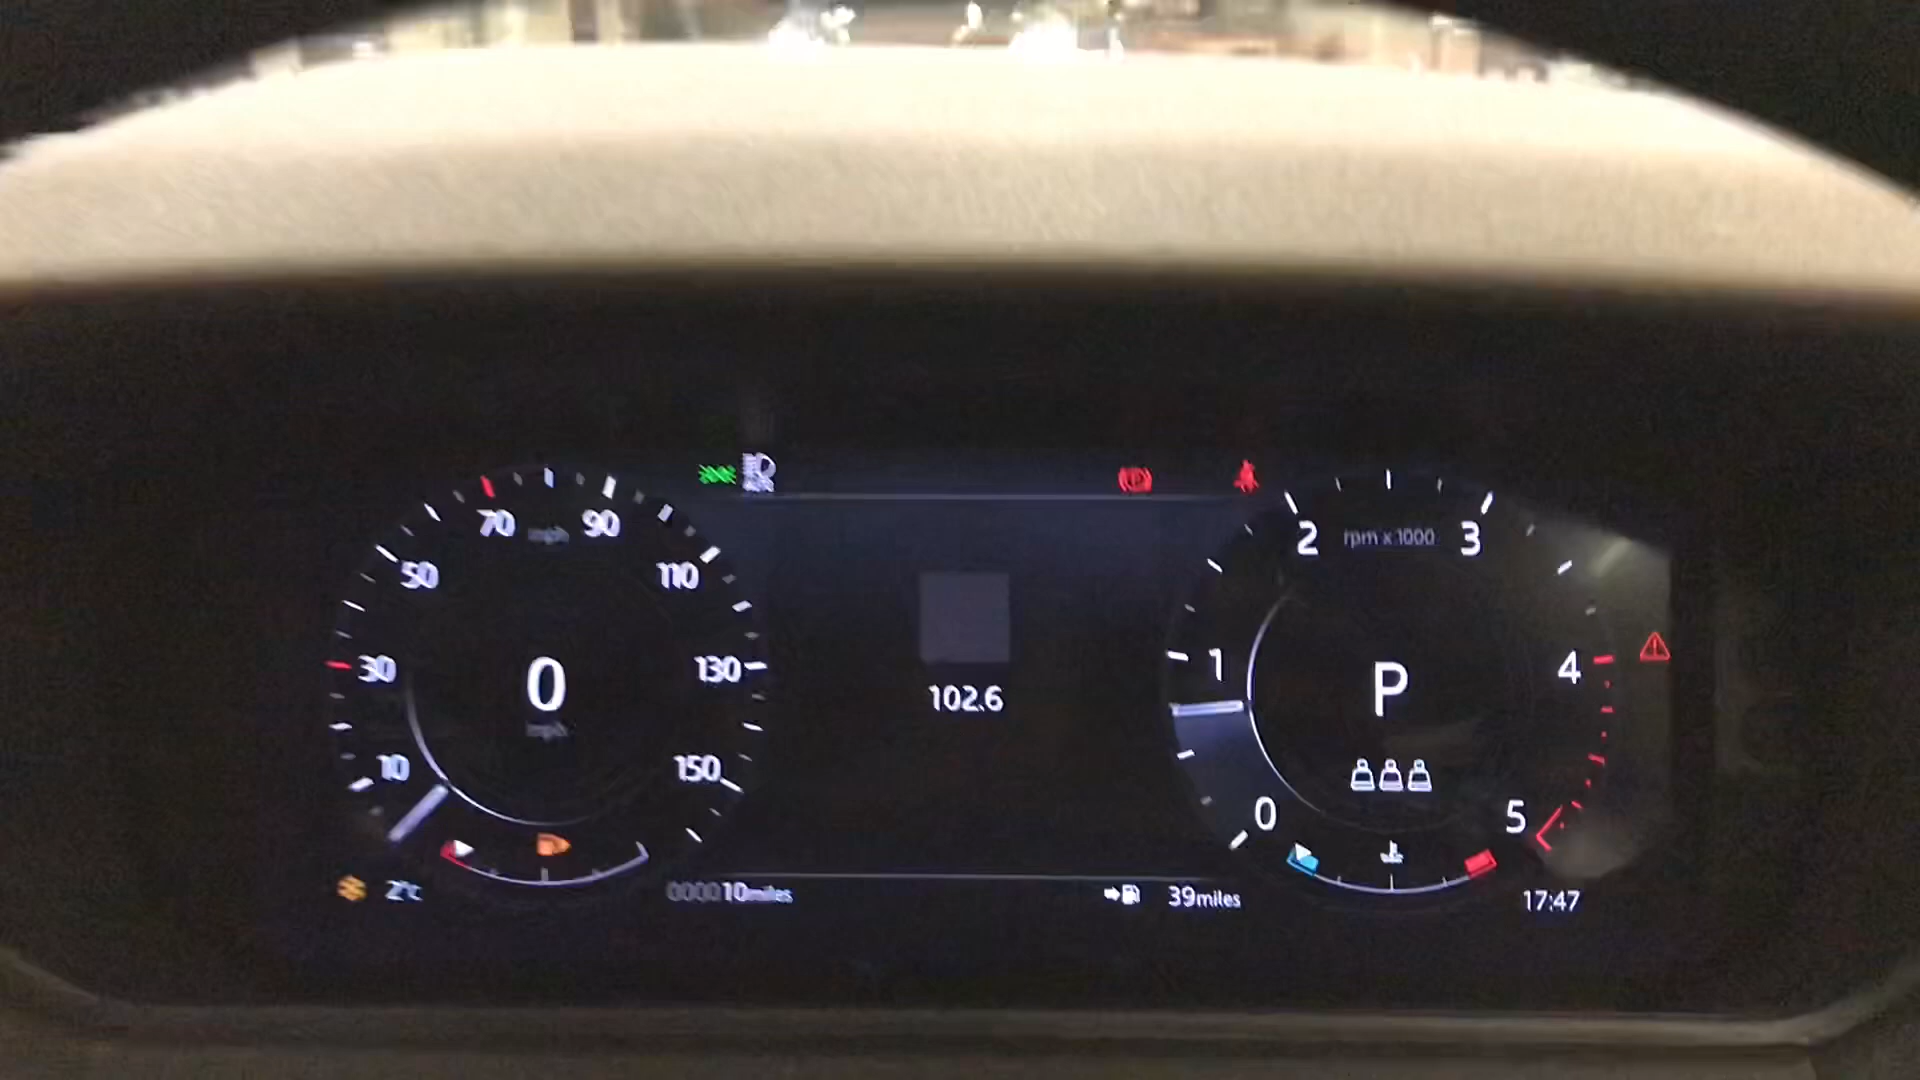 70 mph 90
50 110
30 0 130
mph
10 150
2°C 000010miles
102.6
2 rpm x 1000 3
1 P 4
0 5
39miles 17:47